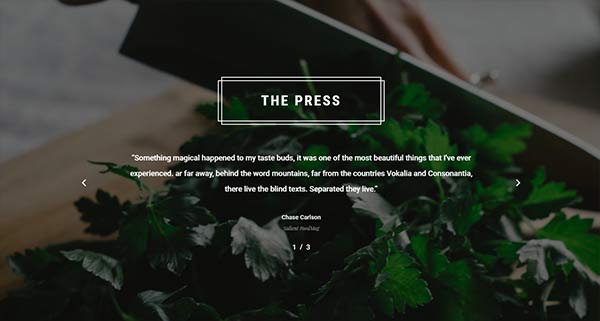 THE PRESS
"Something magical happened to my taste buds, it was one of the most beautiful things that I've ever
experienced. ar far away, behind the word mountains, far from the countries Vokalia and Consonantia,
there live the blind texts. Separated they live."
Chase Carlson
Salient Food Mag
1 / 3